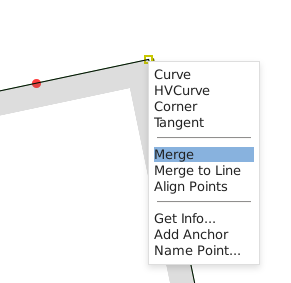 Curve
HVCurve
Corner
Tangent
Merge
Merge to Line
Align Points
Get Info...
Add Anchor
Name Point...